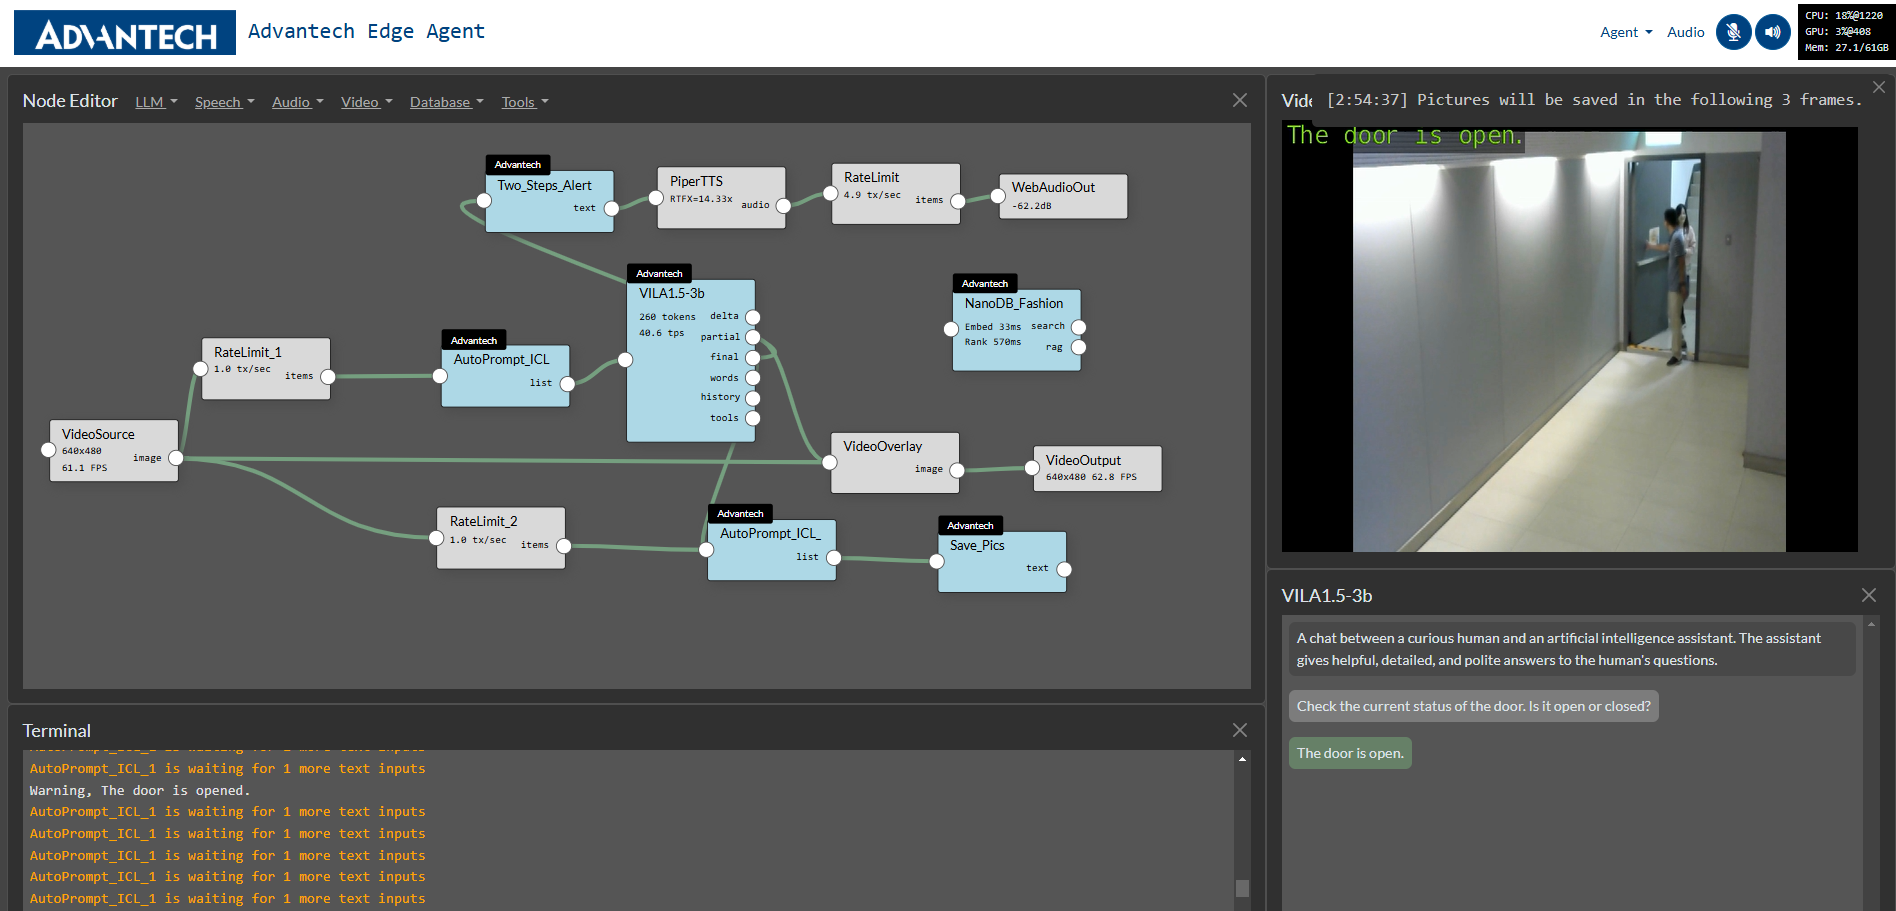 ADVANTECH
Advantech Edge Agent
Agent
Audio
CPU: 18%@1220
GPU: 3%@408
Mem: 27.1/61GB
Node Editor
LLM
Speech
Audio
Video
Database
Tools
Advantech
Two_Steps_Alert
text
PiperTTS
RTFX=14.33x
audio
RateLimit
4.9 tx/sec
items
WebAudioOut
-62.2dB
Advantech
VILA1.5-3b
260 tokens
40.6 tps
delta
partial
final
words
history
tools
Advantech
NanoDB_Fashion
Embed 33ms
search
Rank 570ms
rag
RateLimit_1
1.0 tx/sec
items
Advantech
AutoPrompt_ICL
list
VideoSource
640x480
61.1 FPS
image
VideoOverlay
image
VideoOutput
640x480 62.8 FPS
RateLimit_2
1.0 tx/sec
items
Advantech
AutoPrompt_ICL_
list
Advantech
Save_Pics
text
Terminal
AutoPrompt_ICL_1 is waiting for 1 more text inputs
AutoPrompt_ICL_1 is waiting for 1 more text inputs
Warning, The door is opened.
AutoPrompt_ICL_1 is waiting for 1 more text inputs
AutoPrompt_ICL_1 is waiting for 1 more text inputs
AutoPrompt_ICL_1 is waiting for 1 more text inputs
AutoPrompt_ICL_1 is waiting for 1 more text inputs
AutoPrompt_ICL_1 is waiting for 1 more text inputs
[2:54:37] Pictures will be saved in the following 3 frames.
The door is open.
VILA1.5-3b
A chat between a curious human and an artificial intelligence assistant. The assistant
gives helpful, detailed, and polite answers to the human's questions.
Check the current status of the door. Is it open or closed?
The door is open.